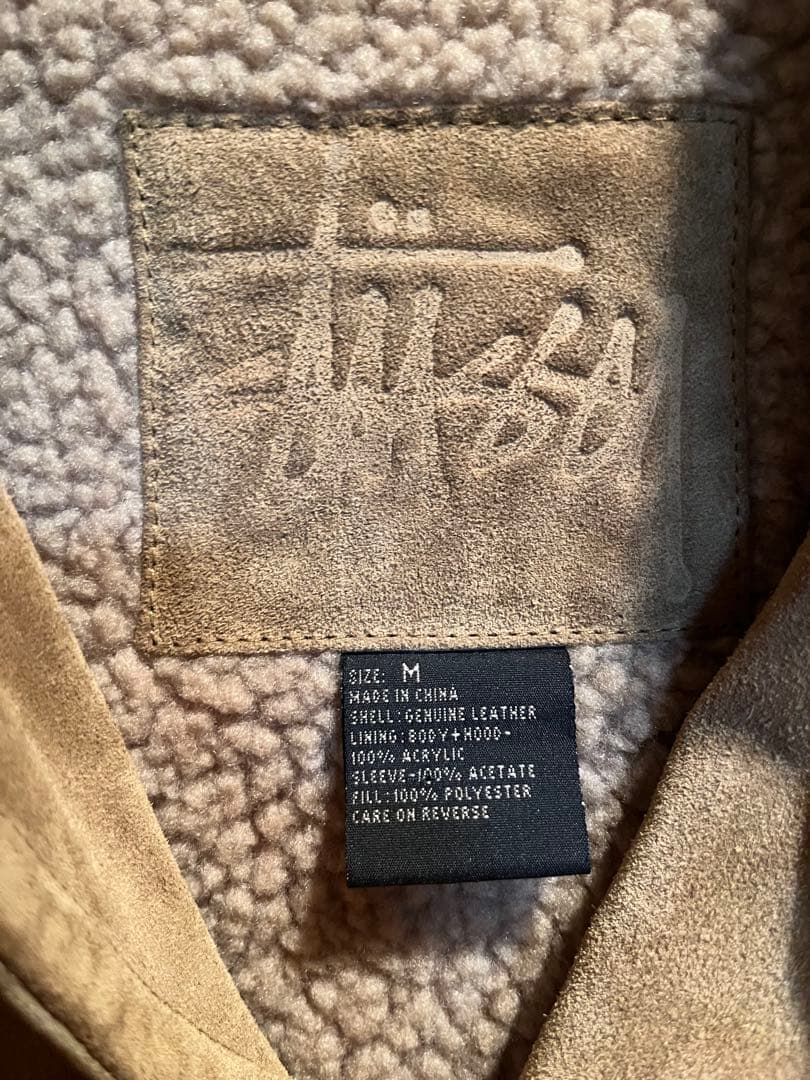 Stüssy
SIZE: M
MADE IN CHINA
SHELL: GENUINE LEATHER
LINING: BODY+HOOD-
100% ACRYLIC
SLEEVE-100% ACETATE
FILL: 100% POLYESTER
CARE ON REVERSE